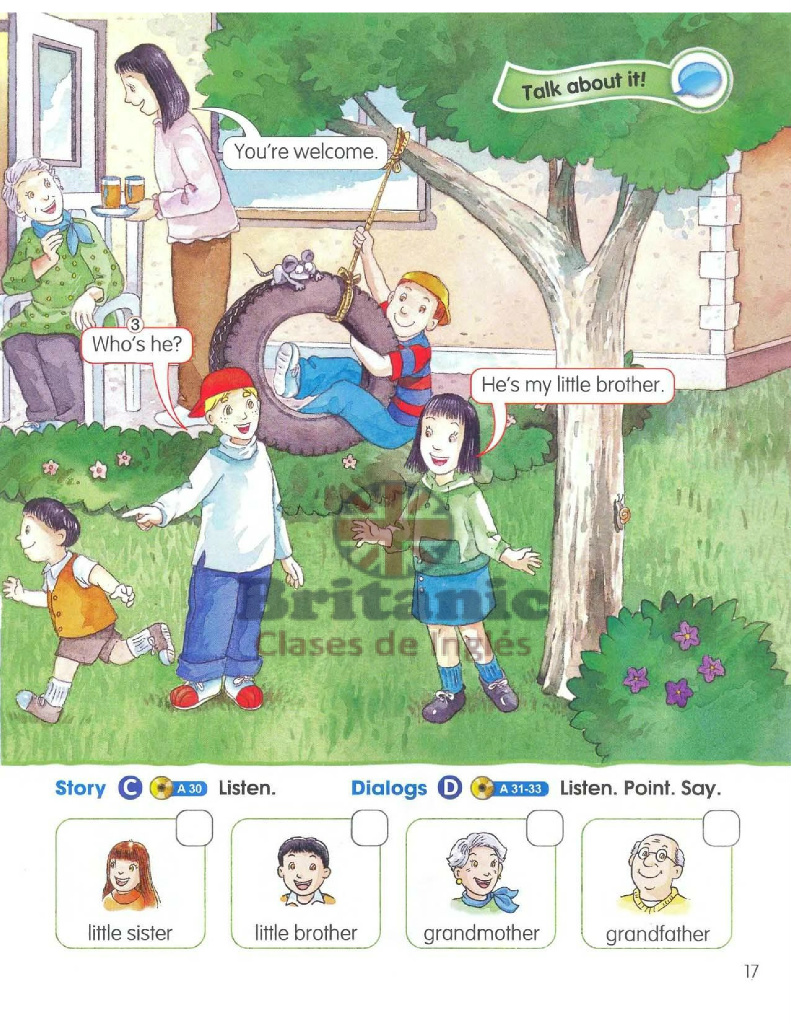 Talk about it!
You're welcome.
3
Who's he?
He's my little brother.
Britanic
Clases de Inglés
Story C A 30 Listen.
Dialogs D A 31-33 Listen. Point. Say.
little sister
little brother
grandmother
grandfather
17